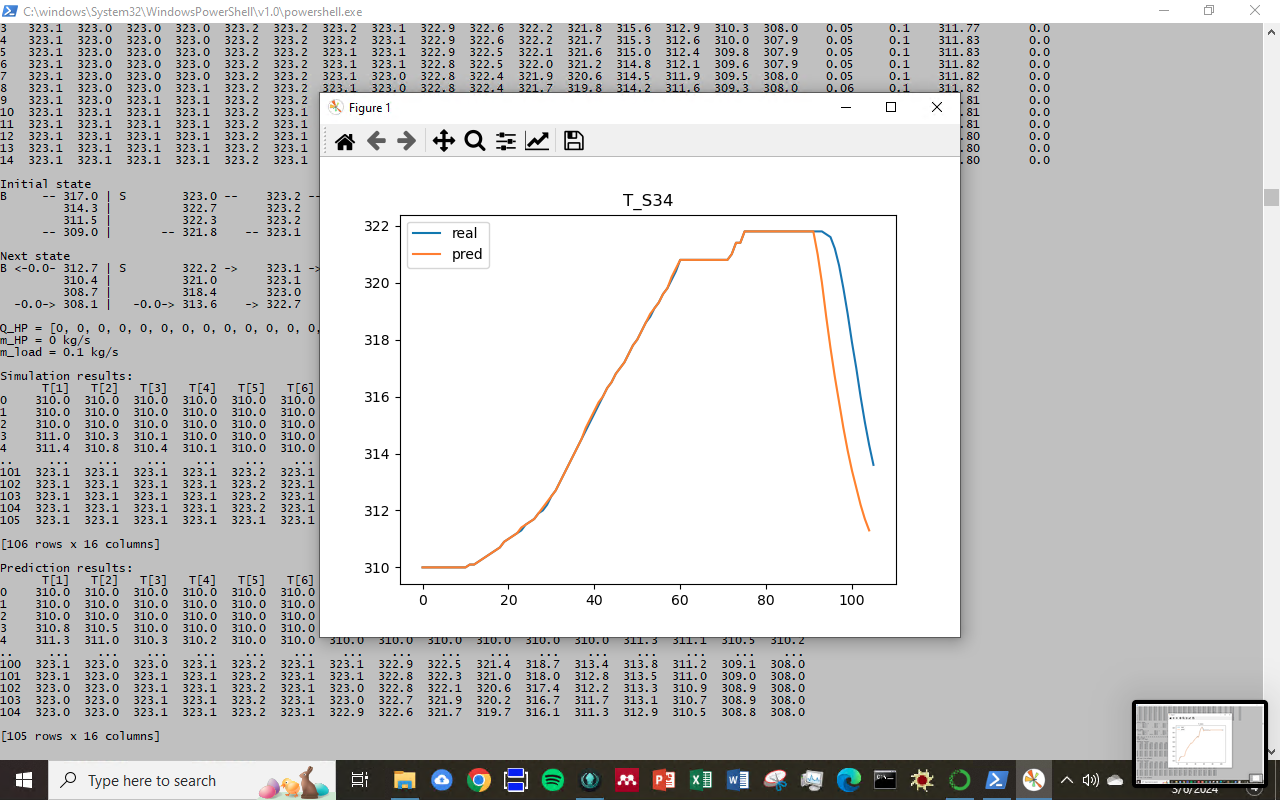 C:\windows\System32\WindowsPowerShell\v1.0\powershell.exe
3 323.1 323.0 323.0 323.0 323.2 323.2 323.2 323.1 322.9 322.6 322.2 321.8 315.6 312.9 310.3 308.0 0.05 0.1 311.77 0.0
4 323.1 323.0 323.0 323.0 323.2 323.2 323.1 323.1 322.9 322.6 322.2 321.7 315.3 312.6 310.0 307.9 0.05 0.1 311.83 0.0
5 323.1 323.0 323.0 323.0 323.2 323.2 323.1 323.1 322.9 322.5 322.1 321.6 315.0 312.4 309.8 307.9 0.05 0.1 311.83 0.0
6 323.1 323.0 323.0 323.0 323.2 323.2 323.1 323.1 322.8 322.5 322.0 321.2 314.8 312.1 309.6 307.9 0.05 0.1 311.82 0.0
7 323.1 323.0 323.0 323.0 323.2 323.2 323.1 323.0 322.8 322.4 321.9 320.6 314.5 311.9 309.5 308.0 0.05 0.1 311.82 0.0
8 323.1 323.0 323.0 323.1 323.2 323.2 323.1 323.0 322.8 322.4 321.7 319.8 314.2 311.6 309.3 308.0 0.06 0.1 311.82 0.0
9 323.1 323.0 323.0 323.1 323.2 323.2 .81 0.0
10 323.1 323.1 323.1 323.1 323.2 323.1 .81 0.0
11 323.1 323.1 323.1 323.1 323.2 323.1 .81 0.0
12 323.1 323.1 323.1 323.1 323.2 323.1 .80 0.0
13 323.1 323.1 323.1 323.1 323.2 323.1 .80 0.0
14 323.1 323.1 323.1 323.1 323.2 323.1 .80 0.0
Initial state
B -- 317.0 | S 323.0 -- 323.2 --
314.3 | 322.7 323.2
311.5 | 322.3 323.2
-- 309.0 | -- 321.8 -- 323.1
Next state
B <-0.0- 312.7 | S 322.2 -> 323.1 ->
310.4 | 321.0 323.1
308.7 | 318.4 323.0
-0.0-> 308.1 | -0.0-> 313.6 -> 322.7
Q_HP = [0, 0, 0, 0, 0, 0, 0, 0, 0, 0, 0, 0, 0,
m_HP = 0 kg/s
m_load = 0.1 kg/s
Simulation results:
T[1] T[2] T[3] T[4] T[5] T[6]
0 310.0 310.0 310.0 310.0 310.0 310.0
1 310.0 310.0 310.0 310.0 310.0 310.0
2 310.0 310.0 310.0 310.0 310.0 310.0
3 311.0 310.3 310.1 310.0 310.0 310.0
4 311.4 310.8 310.4 310.1 310.0 310.0
.. ... ... ... ... ... ...
101 323.1 323.1 323.1 323.1 323.2 323.1
102 323.1 323.1 323.1 323.1 323.2 323.1
103 323.1 323.1 323.1 323.1 323.2 323.1
104 323.1 323.1 323.1 323.1 323.2 323.1
105 323.1 323.1 323.1 323.1 323.1 323.1
[106 rows x 16 columns]
Prediction results:
T[1] T[2] T[3] T[4] T[5] T[6]
0 310.0 310.0 310.0 310.0 310.0 310.0
1 310.0 310.0 310.0 310.0 310.0 310.0
2 310.0 310.0 310.0 310.0 310.0 310.0
3 310.8 310.5 310.0 310.0 310.0 310.0
4 311.3 311.0 310.3 310.2 310.0 310.0 310.0 310.0 310.0 310.0 310.0 310.0 311.3 311.1 310.5 310.2
.. ... ... ... ... ... ... ... ... ... ... ... ... ... ... ... ...
100 323.1 323.0 323.0 323.1 323.2 323.1 323.1 322.9 322.5 321.4 318.7 313.4 313.8 311.2 309.1 308.0
101 323.1 323.0 323.1 323.1 323.2 323.1 323.1 322.8 322.3 321.0 318.0 312.8 313.5 311.0 309.0 308.0
102 323.0 323.0 323.1 323.1 323.2 323.1 323.0 322.8 322.1 320.6 317.4 312.2 313.3 310.9 308.9 308.0
103 323.0 323.0 323.1 323.1 323.2 323.1 323.0 322.7 321.9 320.2 316.7 311.7 313.1 310.7 308.9 308.0
104 323.0 323.0 323.1 323.1 323.2 323.1 322.9 322.6 321.7 319.7 316.1 311.3 312.9 310.5 308.8 308.0
[105 rows x 16 columns]
Figure 1
T_S34
real
pred
322
320
318
316
314
312
310
0 20 40 60 80 100
Type here to search
3/6/2024